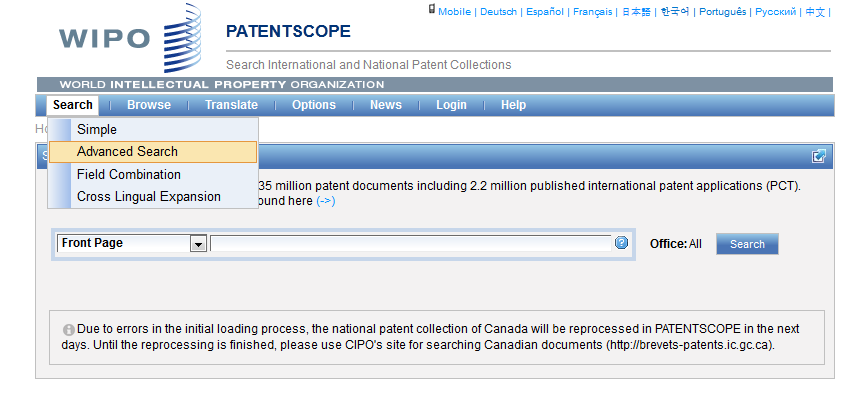 Mobile | Deutsch | Español | Français | 日本語 | 한국어 | Português | Русский | 中文 |
WIPO
PATENTSCOPE
Search International and National Patent Collections
WORLD INTELLECTUAL PROPERTY ORGANIZATION
Search | Browse | Translate | Options | News | Login | Help
Simple
Advanced Search
Field Combination
Cross Lingual Expansion
35 million patent documents including 2.2 million published international patent applications (PCT).
ound here (->)
Front Page
Office: All
Search
Due to errors in the initial loading process, the national patent collection of Canada will be reprocessed in PATENTSCOPE in the next
days. Until the reprocessing is finished, please use CIPO's site for searching Canadian documents (http://brevets-patents.ic.gc.ca).